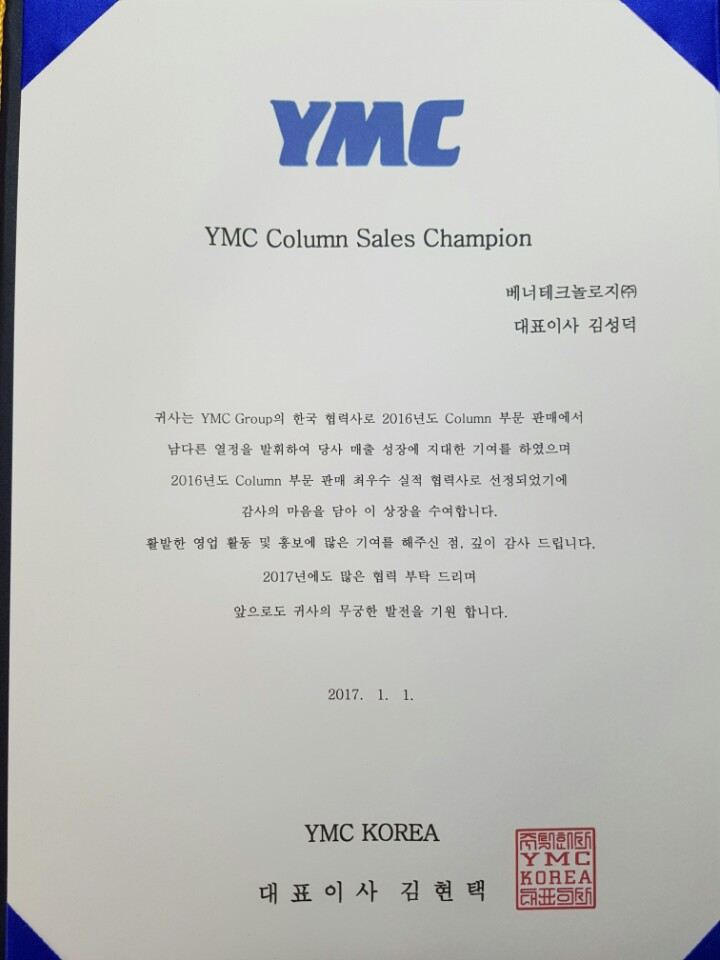 YMC
YMC Column Sales Champion
베너테크놀로지㈜
대표이사 김성덕
귀사는 YMC Group의 한국 협력사로 2016년도 Column 부문 판매에서
남다른 열정을 발휘하여 당사 매출 성장에 지대한 기여를 하였으며
2016년도 Column 부문 판매 최우수 실적 협력사로 선정되었기에
감사의 마음을 담아 이 상장을 수여합니다.
활발한 영업 활동 및 홍보에 많은 기여를 해주신 점, 깊이 감사 드립니다.
2017년에도 많은 협력 부탁 드리며
앞으로도 귀사의 무궁한 발전을 기원 합니다.
2017. 1. 1.
YMC KOREA
대 표 이 사 김 현 택
YMC
KOREA